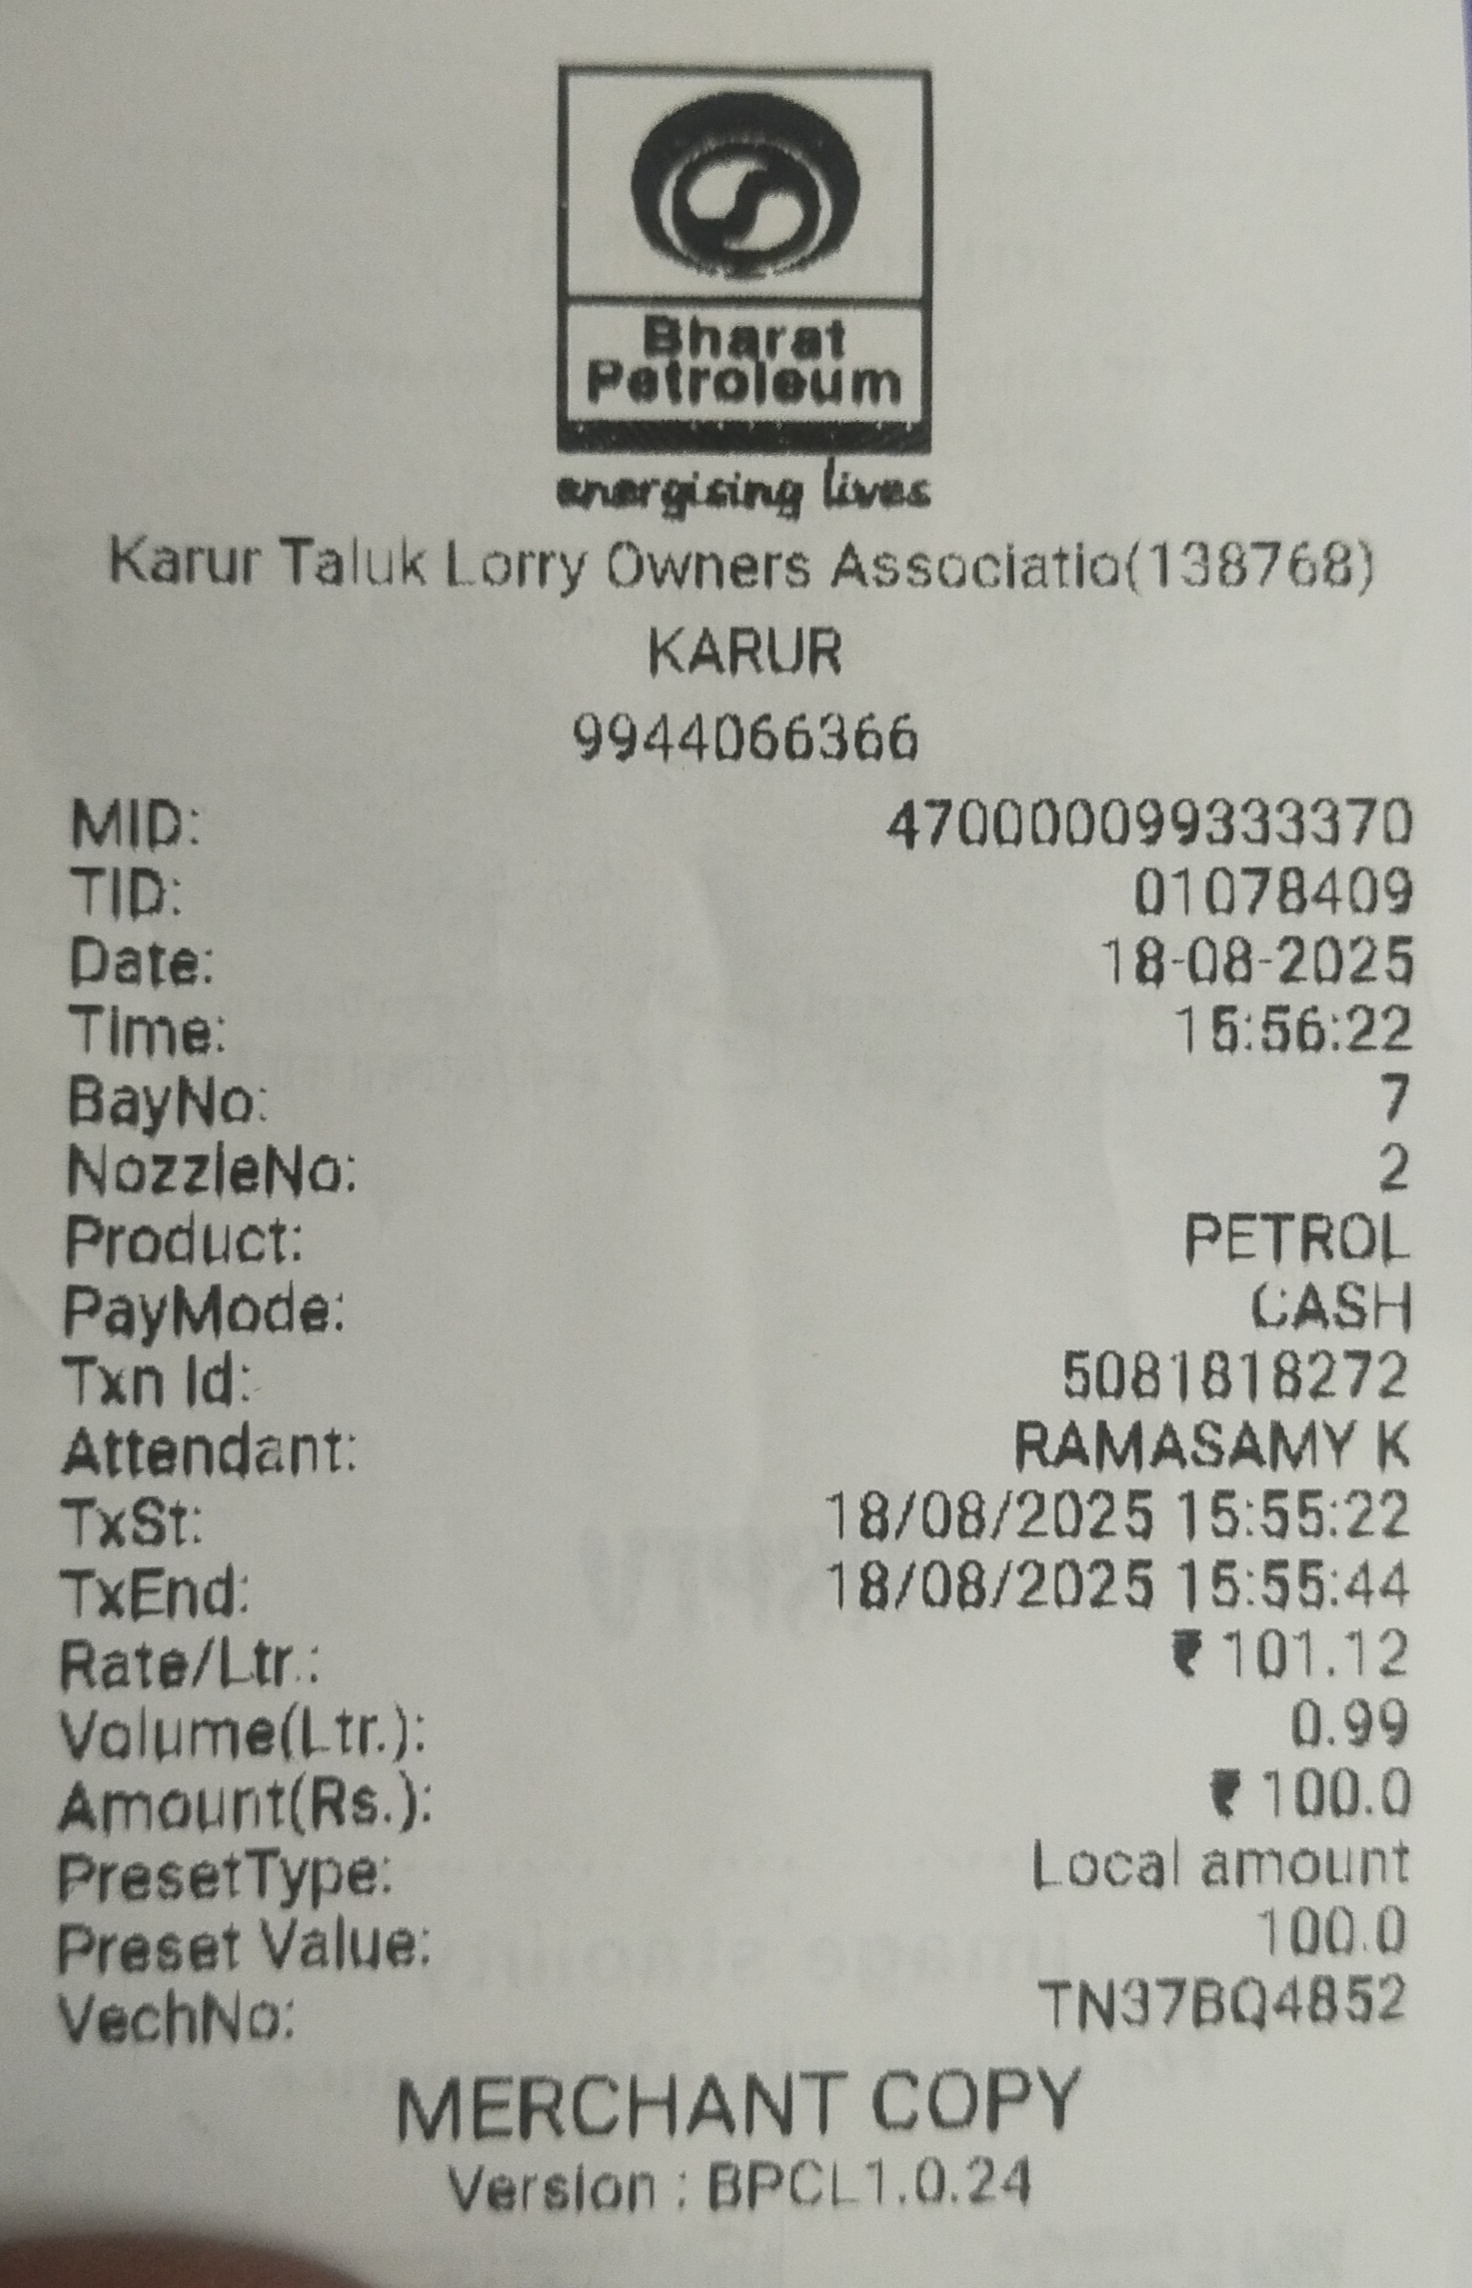 Bharat
Petroleum
energising lives
Karur Taluk Lorry Owners Associatio(138768)
KARUR
9944066366
MID: 470000099333370
TID: 01078409
Date: 18-08-2025
Time: 15:56:22
BayNo: 7
NozzleNo: 2
Product: PETROL
PayMode: CASH
Txn Id: 5081818272
Attendant: RAMASAMY K
TxSt: 18/08/2025 15:55:22
TxEnd: 18/08/2025 15:55:44
Rate/Ltr.: ₹ 101.12
Volume(Ltr.): 0.99
Amount(Rs.): ₹ 100.0
PresetType: Local amount
Preset Value: 100.0
VechNo: TN37BQ4852
MERCHANT COPY
Version : BPCL1.0.24